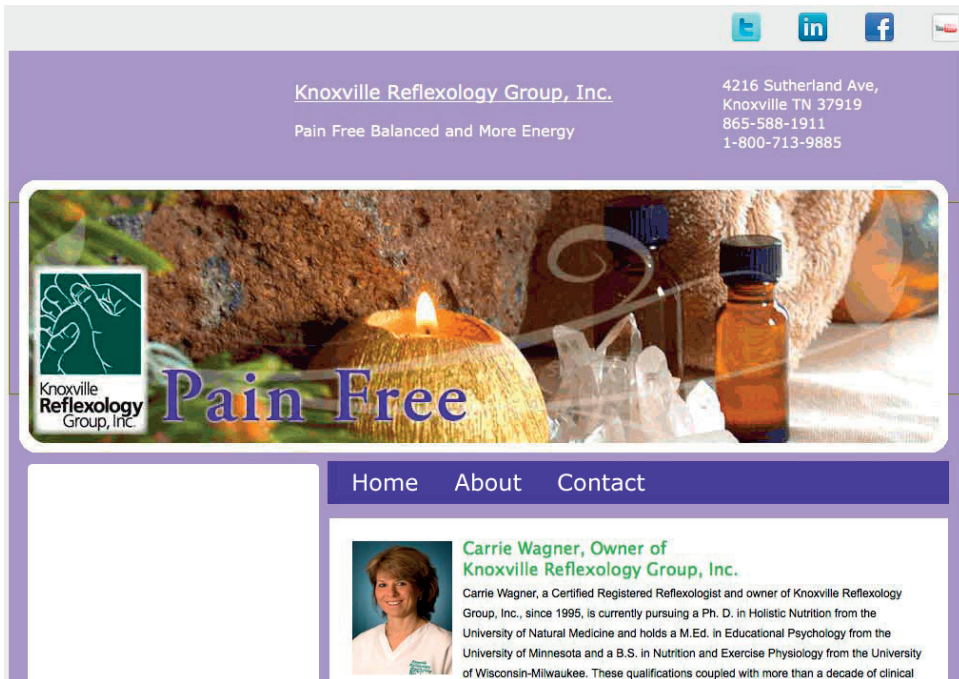 Knoxville Reflexology Group, Inc.
Pain Free Balanced and More Energy
4216 Sutherland Ave,
Knoxville TN 37919
865-588-1911
1-800-713-9885
Knoxville
Reflexology
Group, Inc.
Pain Free
Home About Contact
Carrie Wagner, Owner of
Knoxville Reflexology Group, Inc.
Carrie Wagner, a Certified Registered Reflexologist and owner of Knoxville Reflexology
Group, Inc., since 1995, is currently pursuing a Ph. D. in Holistic Nutrition from the
University of Natural Medicine and holds a M.Ed. in Educational Psychology from the
University of Minnesota and a B.S. in Nutrition and Exercise Physiology from the University
of Wisconsin-Milwaukee. These qualifications coupled with more than a decade of clinical